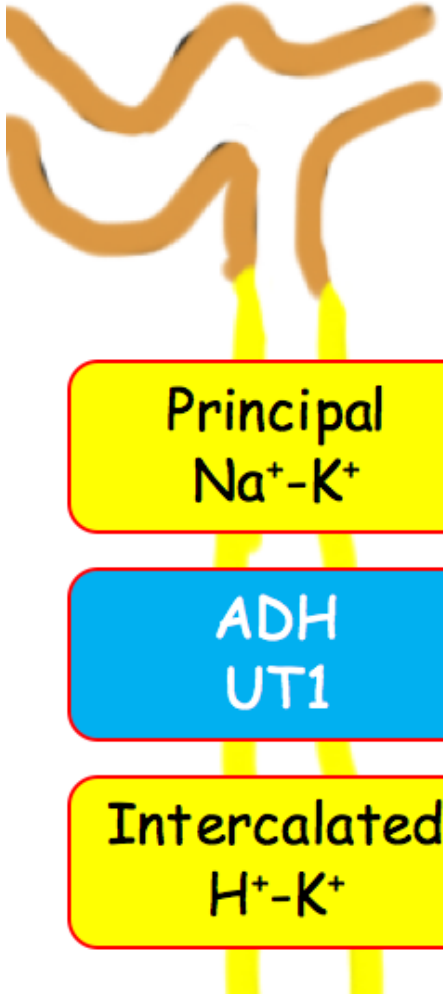 Principal
Na⁺-K⁺
ADH
UT1
Intercalated
H⁺-K⁺